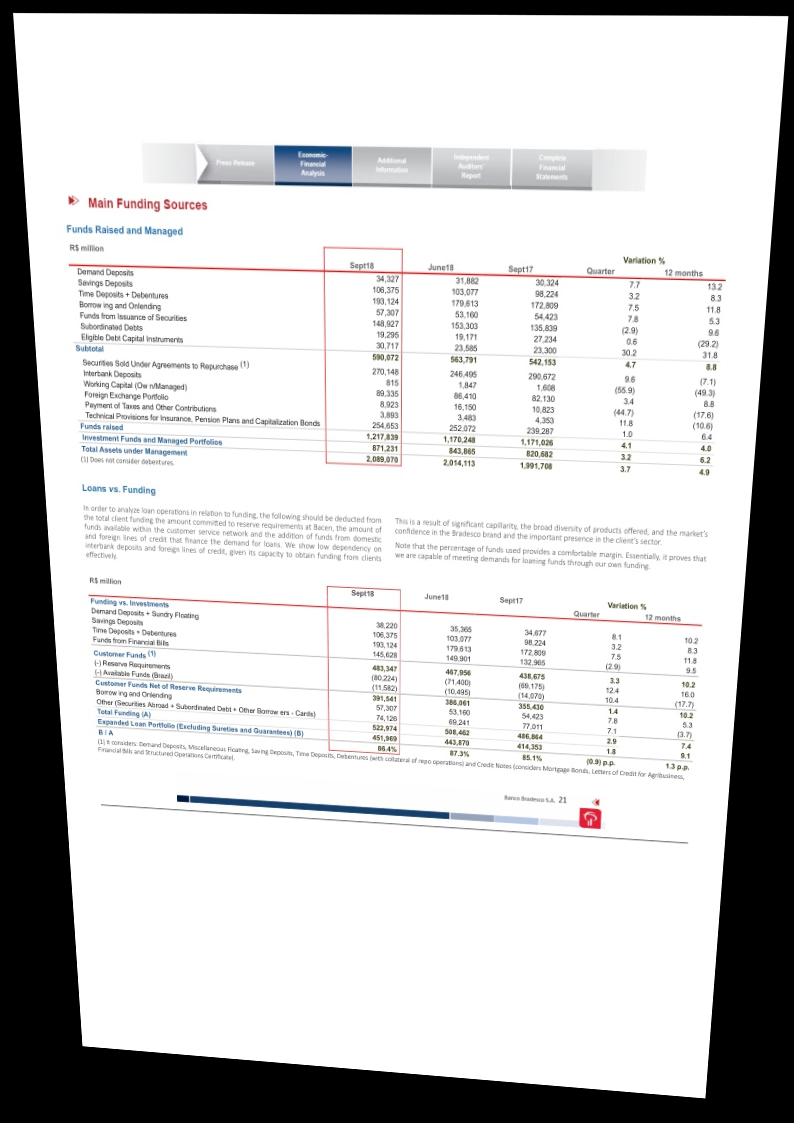 Press Release
Economic-
Financial
Analysis
Additional
Information
Independent
Auditors'
Report
Complete
Financial
Statements
Main Funding Sources
Funds Raised and Managed
R$ million Sept18 June18 Sept17 Variation %
Quarter 12 months
Demand Deposits 34,327 31,882 30,324 7.7 13.2
Savings Deposits 106,375 103,077 98,224 3.2 8.3
Time Deposits + Debentures 193,124 179,613 172,809 7.5 11.8
Borrowing and Onlending 57,307 53,160 54,423 7.8 5.3
Funds from Issuance of Securities 148,927 153,303 135,839 (2.9) 9.6
Subordinated Debts 19,295 19,171 27,234 0.6 (29.2)
Eligible Debt Capital Instruments 30,717 23,585 23,300 30.2 31.8
Subtotal 590,072 563,791 542,153 4.7 8.8
Securities Sold Under Agreements to Repurchase (1) 270,148 246,495 290,672 9.6 (7.1)
Interbank Deposits 815 1,847 1,608 (55.9) (49.3)
Working Capital (Own/Managed) 89,335 86,410 82,130 3.4 8.8
Foreign Exchange Portfolio 8,923 16,150 10,823 (44.7) (17.6)
Payment of Taxes and Other Contributions 3,893 3,483 4,353 11.8 (10.6)
Technical Provisions for Insurance, Pension Plans and Capitalization Bonds 254,653 252,072 239,287 1.0 6.4
Funds raised 1,217,839 1,170,248 1,171,026 4.1 4.0
Investment Funds and Managed Portfolios 871,231 843,865 820,682 3.2 6.2
Total Assets under Management 2,089,070 2,014,113 1,991,708 3.7 4.9
(1) Does not consider debentures.
Loans vs. Funding
In order to analyze loan operations in relation to funding, the following should be deducted from
the total client funding the amount committed to reserve requirements at Bacen, the amount of
funds available within the customer service network and the addition of funds from domestic
and foreign lines of credit that finance the demand for loans. We show low dependency on
interbank deposits and foreign lines of credit, given its capacity to obtain funding from clients
effectively.
This is a result of significant capillarity, the broad diversity of products offered, and the market's
confidence in the Bradesco brand and the important presence in the client's sector.
Note that the percentage of funds used provides a comfortable margin. Essentially, it proves that
we are capable of meeting demands for loaning funds through our own funding.
R$ million Sept18 June18 Sept17 Variation %
Quarter 12 months
Funding vs. Investments
Demand Deposits + Sundry Floating 38,220 35,365 34,677 8.1 10.2
Savings Deposits 106,375 103,077 98,224 3.2 8.3
Time Deposits + Debentures 193,124 179,613 172,809 7.5 11.8
Funds from Financial Bills 145,628 149,901 132,965 (2.9) 9.5
Customer Funds (1) 483,347 467,956 438,675 3.3 10.2
(-) Reserve Requirements (80,224) (71,400) (69,175) 12.4 16.0
(-) Available Funds (Brazil) (11,582) (10,495) (14,070) 10.4 (17.7)
Customer Funds Net of Reserve Requirements 391,541 386,061 355,430 1.4 10.2
Borrowing and Onlending 57,307 53,160 54,423 7.8 5.3
Other (Securities Abroad + Subordinated Debt + Other Borrowers - Cards) 74,126 69,241 77,011 7.1 (3.7)
Total Funding (A) 522,974 508,462 486,864 2.9 7.4
Expanded Loan Portfolio (Excluding Sureties and Guarantees) (B) 451,969 443,870 414,353 1.8 9.1
B / A 86.4% 87.3% 85.1% (0.9) p.p. 1.3 p.p.
(1) It considers: Demand Deposits, Miscellaneous Floating, Saving Deposits, Time Deposits, Debentures (with collateral of repo operations) and Credit Notes (considers Mortgage Bonds, Letters of Credit for Agribusiness,
Financial Bills and Structured Operations Certificate).
Banco Bradesco S.A. 21